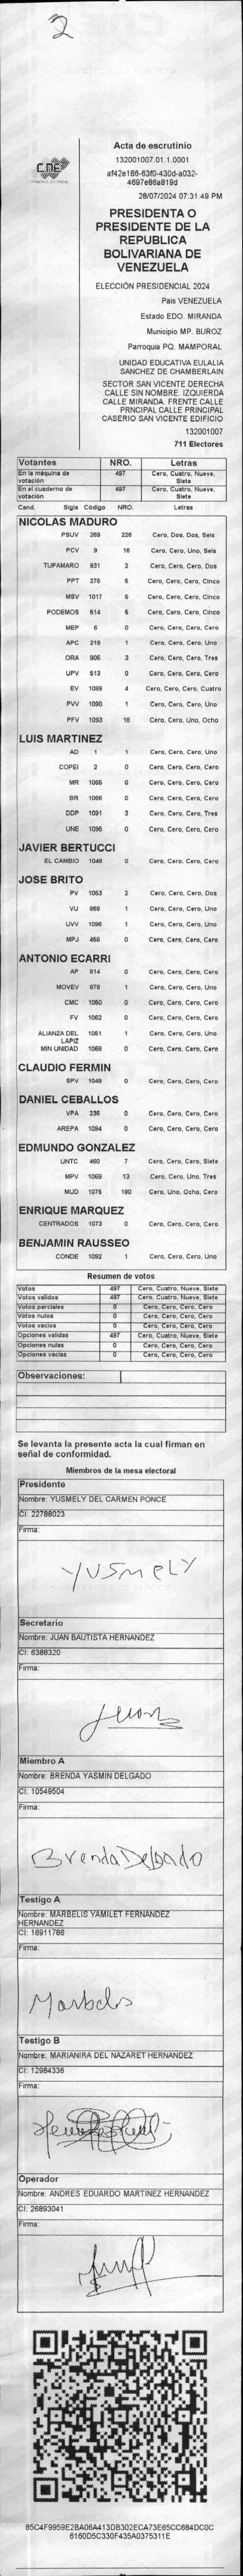 2
CNE
Acta de escrutinio
132001007.01.1.0001
af42e186-63f0-430d-a032-
4697e86a819d
28/07/2024 07:31:49 PM
PRESIDENTA O
PRESIDENTE DE LA
REPUBLICA
BOLIVARIANA DE
VENEZUELA
ELECCIÓN PRESIDENCIAL 2024
Pais VENEZUELA
Estado EDO. MIRANDA
Municipio MP. BUROZ
Parroquia PQ. MAMPORAL
UNIDAD EDUCATIVA EULALIA
SANCHEZ DE CHAMBERLAIN
SECTOR SAN VICENTE DERECHA
CALLE SIN NOMBRE. IZQUIERDA
CALLE MIRANDA. FRENTE CALLE
PRNCIPAL CALLE PRINCIPAL
CASERIO SAN VICENTE EDIFICIO
132001007
711 Electores
Votantes NRO. Letras
En la máquina de votación 497 Cero, Cuatro, Nueve, Siete
En el cuaderno de votación 497 Cero, Cuatro, Nueve, Siete
Cand. Sigla Código NRO. Letras
NICOLAS MADURO
PSUV 269 226 Cero, Dos, Dos, Seis
PCV 9 16 Cero, Cero, Uno, Seis
TUPAMARO 931 2 Cero, Cero, Cero, Dos
PPT 276 5 Cero, Cero, Cero, Cinco
MSV 1017 5 Cero, Cero, Cero, Cinco
PODEMOS 514 5 Cero, Cero, Cero, Cinco
MEP 6 0 Cero, Cero, Cero, Cero
APC 219 1 Cero, Cero, Cero, Uno
ORA 906 3 Cero, Cero, Cero, Tres
UPV 513 0 Cero, Cero, Cero, Cero
EV 1089 4 Cero, Cero, Cero, Cuatro
PVV 1090 1 Cero, Cero, Cero, Uno
PFV 1093 18 Cero, Cero, Uno, Ocho
LUIS MARTINEZ
AD 1 1 Cero, Cero, Cero, Uno
COPEI 2 0 Cero, Cero, Cero, Cero
MR 1065 0 Cero, Cero, Cero, Cero
BR 1066 0 Cero, Cero, Cero, Cero
DDP 1091 3 Cero, Cero, Cero, Tres
UNE 1095 0 Cero, Cero, Cero, Cero
JAVIER BERTUCCI
EL CAMBIO 1048 0 Cero, Cero, Cero, Cero
JOSE BRITO
PV 1053 2 Cero, Cero, Cero, Dos
VU 868 1 Cero, Cero, Cero, Uno
UVV 1096 1 Cero, Cero, Cero, Uno
MPJ 458 0 Cero, Cero, Cero, Cero
ANTONIO ECARRI
AP 814 0 Cero, Cero, Cero, Cero
MOVEV 878 1 Cero, Cero, Cero, Uno
CMC 1050 0 Cero, Cero, Cero, Cero
FV 1062 0 Cero, Cero, Cero, Cero
ALIANZA DEL LAPIZ 1051 1 Cero, Cero, Cero, Uno
MIN UNIDAD 1068 0 Cero, Cero, Cero, Cero
CLAUDIO FERMIN
SPV 1049 0 Cero, Cero, Cero, Cero
DANIEL CEBALLOS
VPA 236 0 Cero, Cero, Cero, Cero
AREPA 1094 0 Cero, Cero, Cero, Cero
EDMUNDO GONZALEZ
UNTC 460 7 Cero, Cero, Cero, Siete
MPV 1069 13 Cero, Cero, Uno, Tres
MUD 1075 180 Cero, Uno, Ocho, Cero
ENRIQUE MARQUEZ
CENTRADOS 1073 0 Cero, Cero, Cero, Cero
BENJAMIN RAUSSEO
CONDE 1092 1 Cero, Cero, Cero, Uno
Resumen de votos
Votos 497 Cero, Cuatro, Nueve, Siete
Votos validos 497 Cero, Cuatro, Nueve, Siete
Votos parciales 0 Cero, Cero, Cero, Cero
Votos nulos 0 Cero, Cero, Cero, Cero
Votos vacios 0 Cero, Cero, Cero, Cero
Opciones validas 497 Cero, Cuatro, Nueve, Siete
Opciones nulas 0 Cero, Cero, Cero, Cero
Opciones vacias 0 Cero, Cero, Cero, Cero
Observaciones:
Se levanta la presente acta la cual firman en
señal de conformidad.
Miembros de la mesa electoral
Presidente
Nombre: YUSMELY DEL CARMEN PONCE
CI: 22788023
Firma:
YUSMELY
Secretario
Nombre: JUAN BAUTISTA HERNANDEZ
CI: 6388320
Firma:
Juan
Miembro A
Nombre: BRENDA YASMIN DELGADO
CI: 10549504
Firma:
Brenda Delgado
Testigo A
Nombre: MARBELIS YAMILET FERNANDEZ
HERNANDEZ
CI: 16911786
Firma:
Marbelis
Testigo B
Nombre: MARIANIRA DEL NAZARET HERNANDEZ
CI: 12984336
Firma:
Operador
Nombre: ANDRES EDUARDO MARTINEZ HERNANDEZ
CI: 26893041
Firma:
85C4F9959E2BA06A413DB302ECA73E65CC684DC0C
6160D5C330F435A0375311E